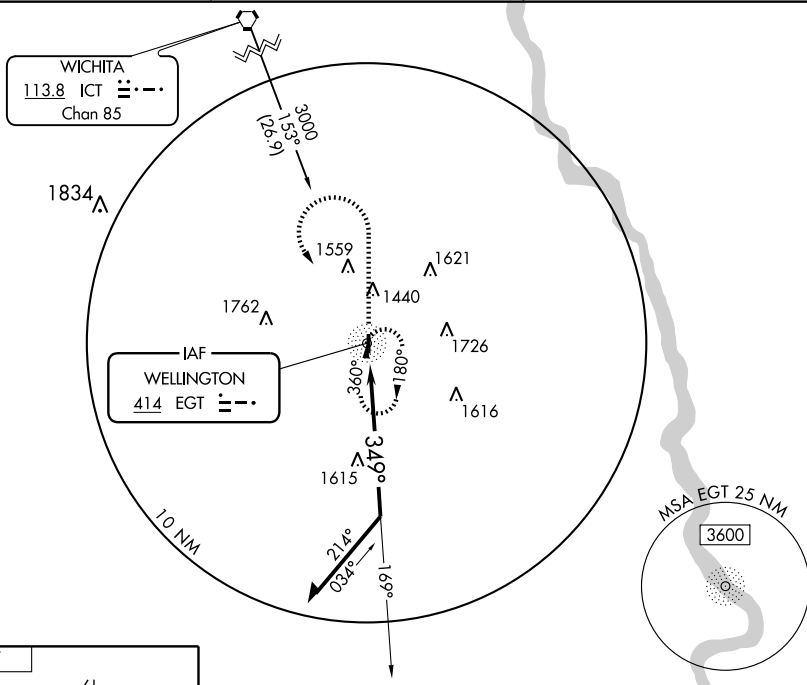 WICHITA
113.8 ICT
Chan 85
3000
153°
(26.9)
1834
1559
1621
1440
1762
1726
IAF
WELLINGTON
414 EGT
360°
180°
1616
349°
1615
10 NM
214°
034°
169°
MSA EGT 25 NM
3600